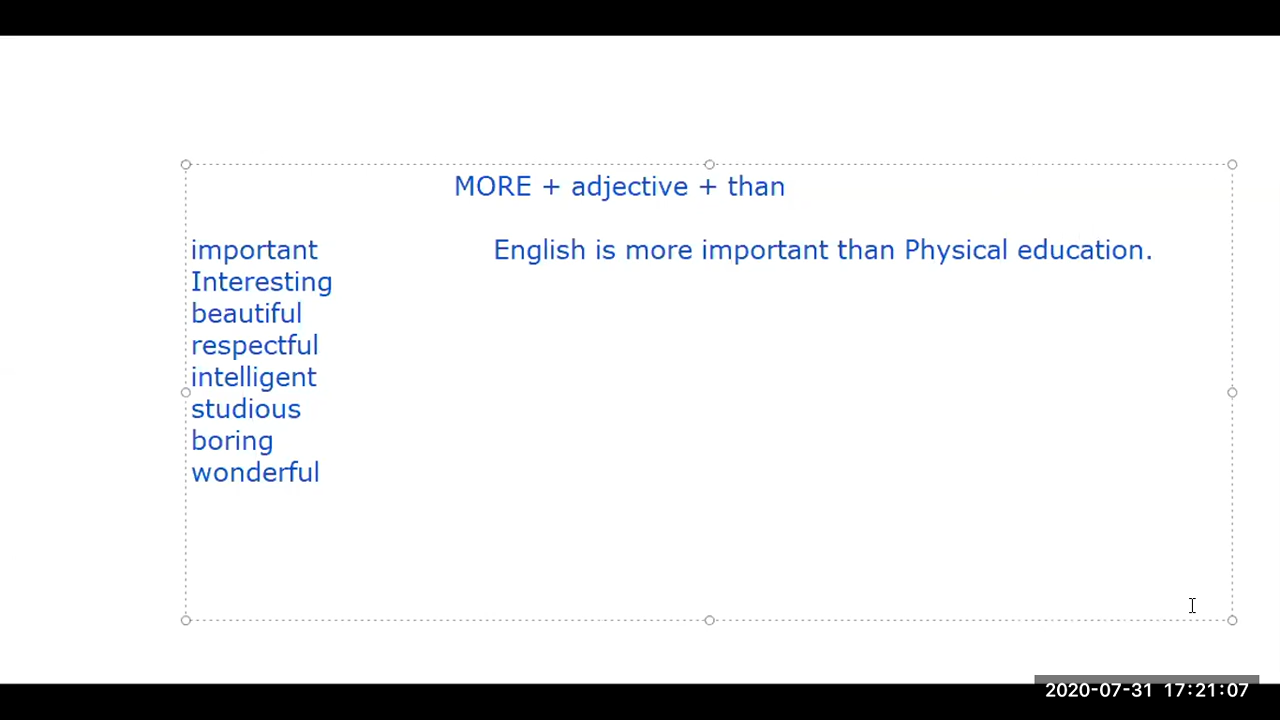 MORE + adjective + than
important English is more important than Physical education.
Interesting
beautiful
respectful
intelligent
studious
boring
wonderful
2020-07-31 17:21:07